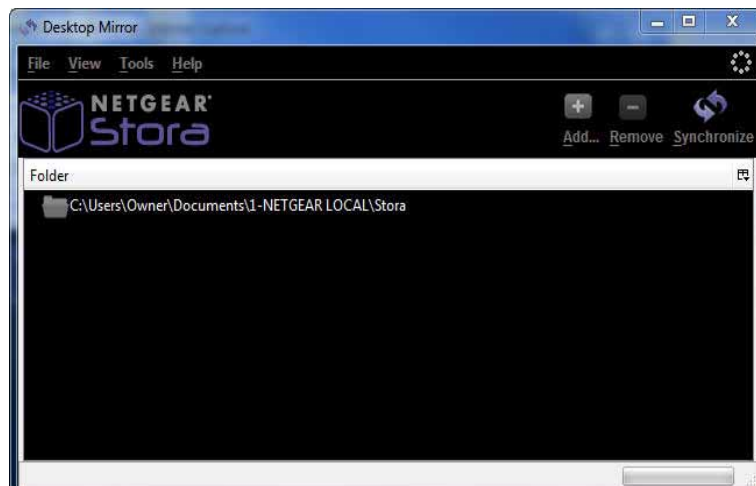 Desktop Mirror
File View Tools Help
NETGEAR
Stora
Add... Remove Synchronize
Folder
C:\Users\Owner\Documents\1-NETGEAR LOCAL\Stora